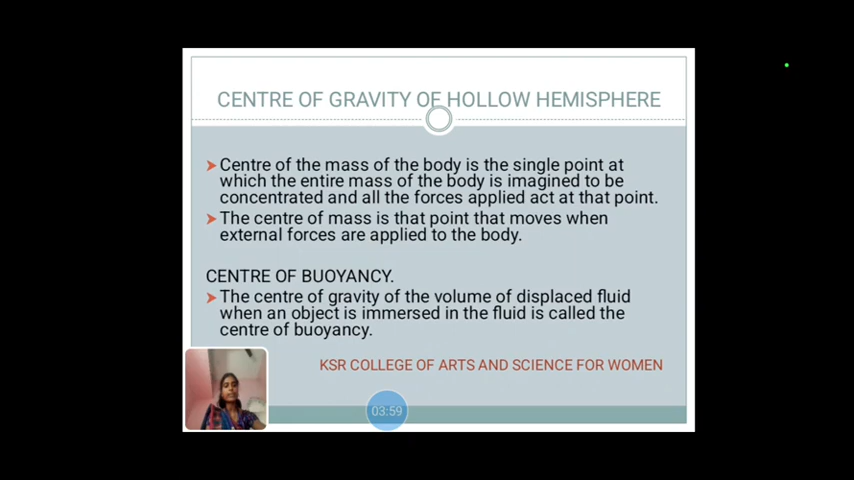 CENTRE OF GRAVITY OF HOLLOW HEMISPHERE
Centre of the mass of the body is the single point at
which the entire mass of the body is imagined to be
concentrated and all the forces applied act at that point.
The centre of mass is that point that moves when
external forces are applied to the body.
CENTRE OF BUOYANCY.
The centre of gravity of the volume of displaced fluid
when an object is immersed in the fluid is called the
centre of buoyancy.
KSR COLLEGE OF ARTS AND SCIENCE FOR WOMEN
03:59